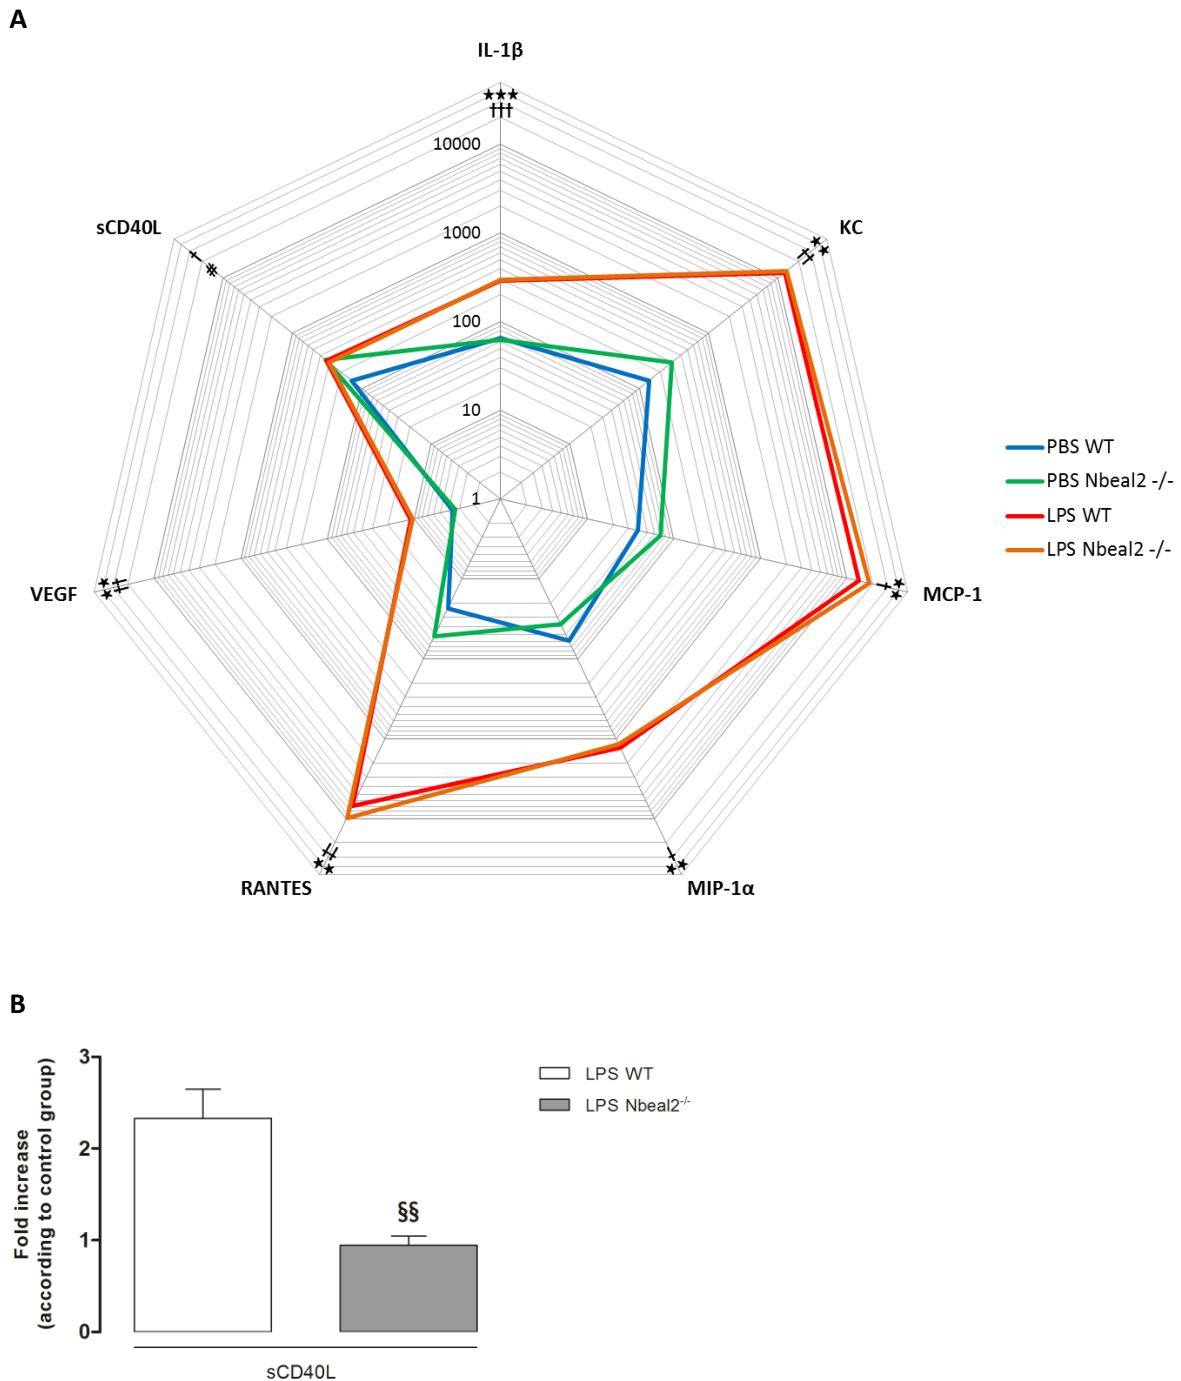 A
IL-1β
★★★
†††
10000
sCD40L
KC
1000
100
10
PBS WT
PBS Nbeal2 -/-
1
LPS WT
LPS Nbeal2 -/-
VEGF
MCP-1
RANTES
MIP-1α
B
Fold increase
(according to control group)
3
2
1
0
LPS WT
LPS Nbeal2-/-
§§
sCD40L